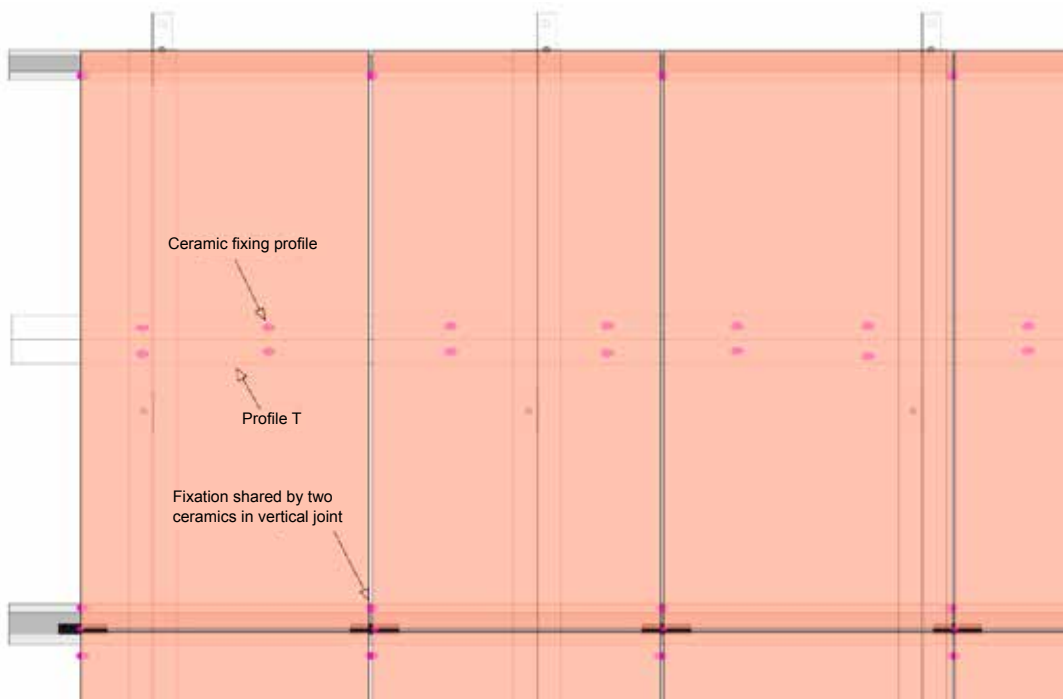 Ceramic fixing profile
Profile T
Fixation shared by two
ceramics in vertical joint